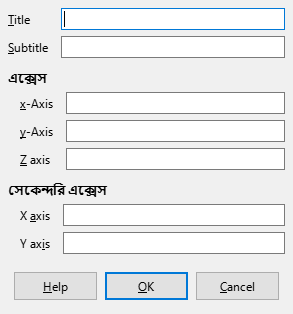 Title
Subtitle
এক্সেস
x-Axis
y-Axis
Z axis
সেকেন্দরি এক্সেস
X axis
Y axis
Help
OK
Cancel